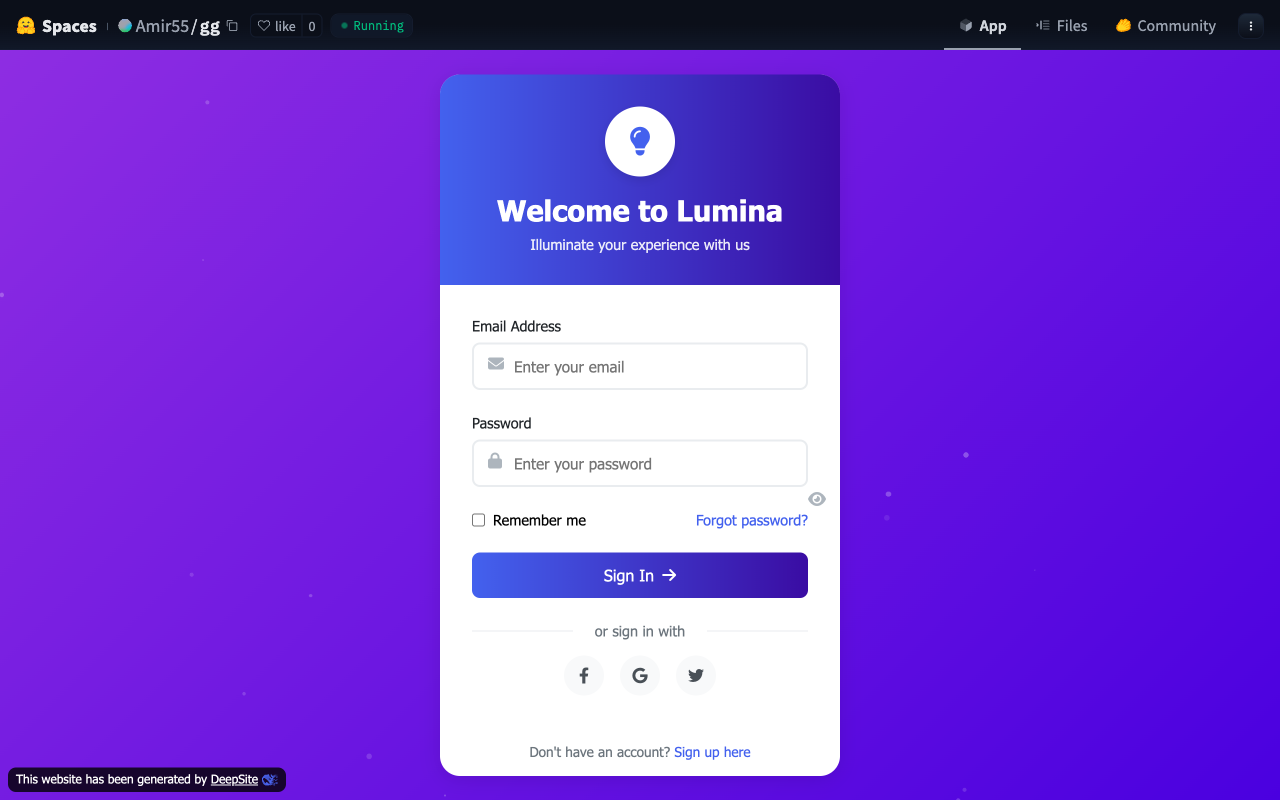 Spaces Amir55/gg like 0 Running App Files Community
Welcome to Lumina
Illuminate your experience with us
Email Address
Enter your email
Password
Enter your password
Remember me Forgot password?
Sign In
or sign in with
Don't have an account? Sign up here
This website has been generated by DeepSite